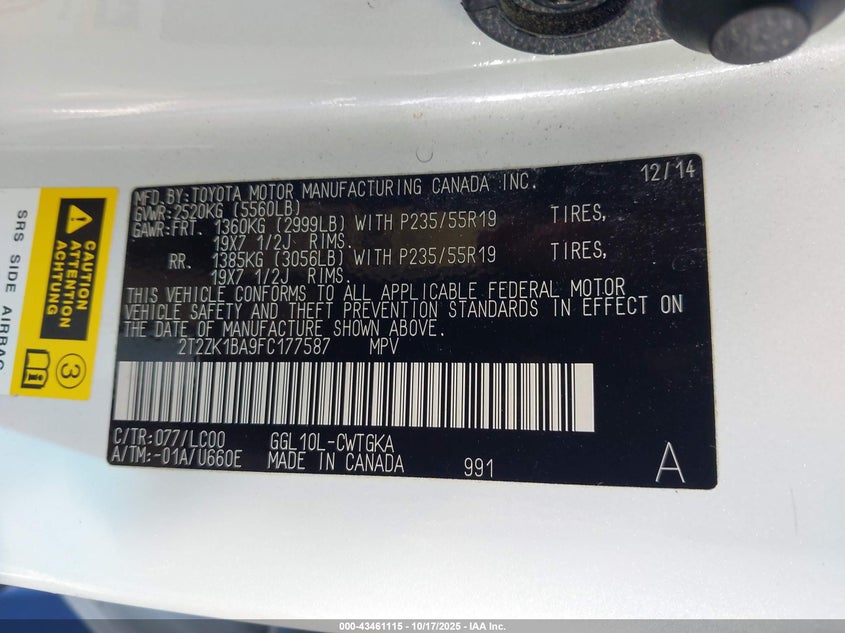 MFD.BY:TOYOTA MOTOR MANUFACTURING CANADA INC. 12/14
GVWR:2520KG (5560LB)
GAWR:FRT. 1360KG (2999LB) WITH P235/55R19 TIRES,
19X7 1/2J RIMS.
RR. 1385KG (3056LB) WITH P235/55R19 TIRES,
19X7 1/2J RIMS.
THIS VEHICLE CONFORMS TO ALL APPLICABLE FEDERAL MOTOR
VEHICLE SAFETY AND THEFT PREVENTION STANDARDS IN EFFECT ON
THE DATE OF MANUFACTURE SHOWN ABOVE.
2T2ZK1BA9FC177587 MPV
C/TR:077/LC00 GGL10L-CWTGKA
A/TM:-01A/U660E MADE IN CANADA 991 A
CAUTION
ATTENTION
ACHTUNG
3
SRS SIDE AIRBAG
000-43461115 - 10/17/2025 - IAA Inc.